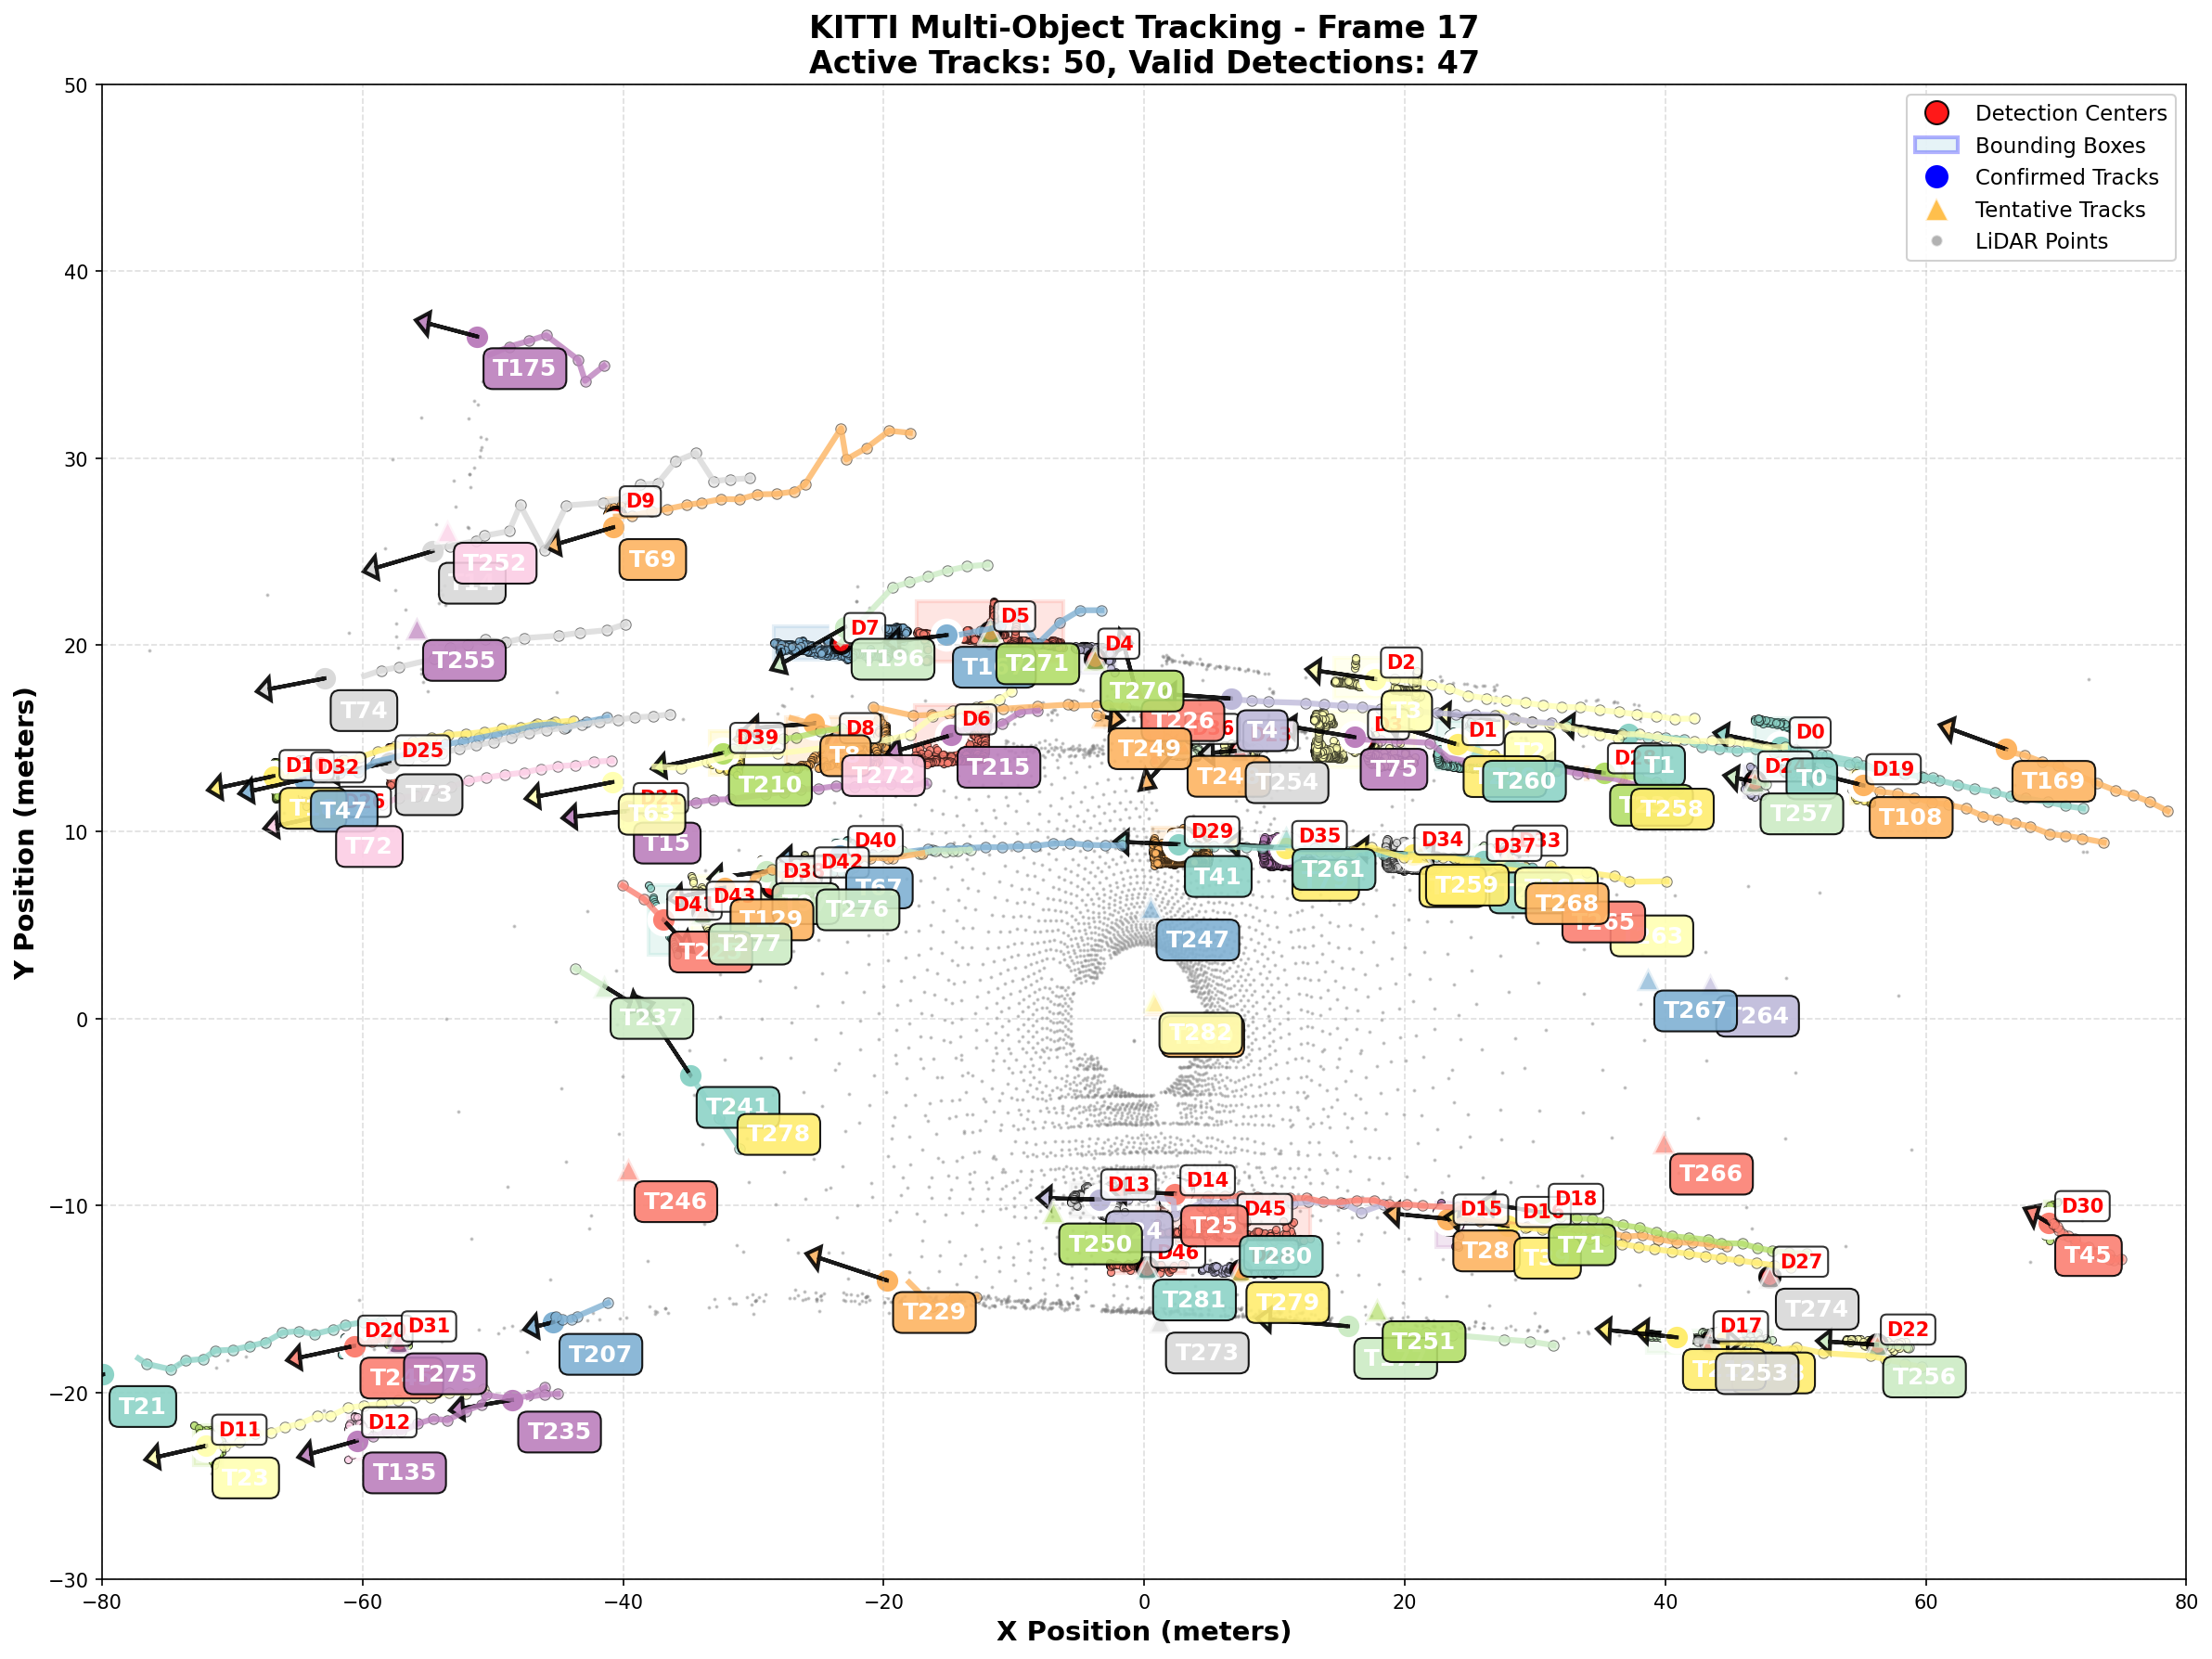 KITTI Multi-Object Tracking - Frame 17
Active Tracks: 50, Valid Detections: 47
Detection Centers
Bounding Boxes
Confirmed Tracks
Tentative Tracks
LiDAR Points
Y Position (meters)
50
40
30
20
10
0
−10
−20
−30
T175
D9
T69
T252
T255
T74
D7
T196
D5
T271
D4
T270
D2
T3
D39
T210
D8
T8
T272
D6
T215
T226
T249
T4
T254
T75
D1
T260
T1
T258
D0
T0
T257
D19
T108
T169
D32
D25
T47
T73
T72
T63
T15
D40
D42
T67
T276
D43
T129
T277
D29
T41
D35
T261
D34
T259
D37
T268
T247
T267
T237
T282
T241
T278
T246
T266
D13
D14
T25
D45
T250
D46
T280
T281
T279
T273
D15
T28
D18
T71
D27
T274
D30
T45
T229
T251
D17
T253
D22
T256
D20
D31
T275
T207
T21
D11
T23
D12
T135
T235
−80
−60
−40
−20
0
20
40
60
80
X Position (meters)